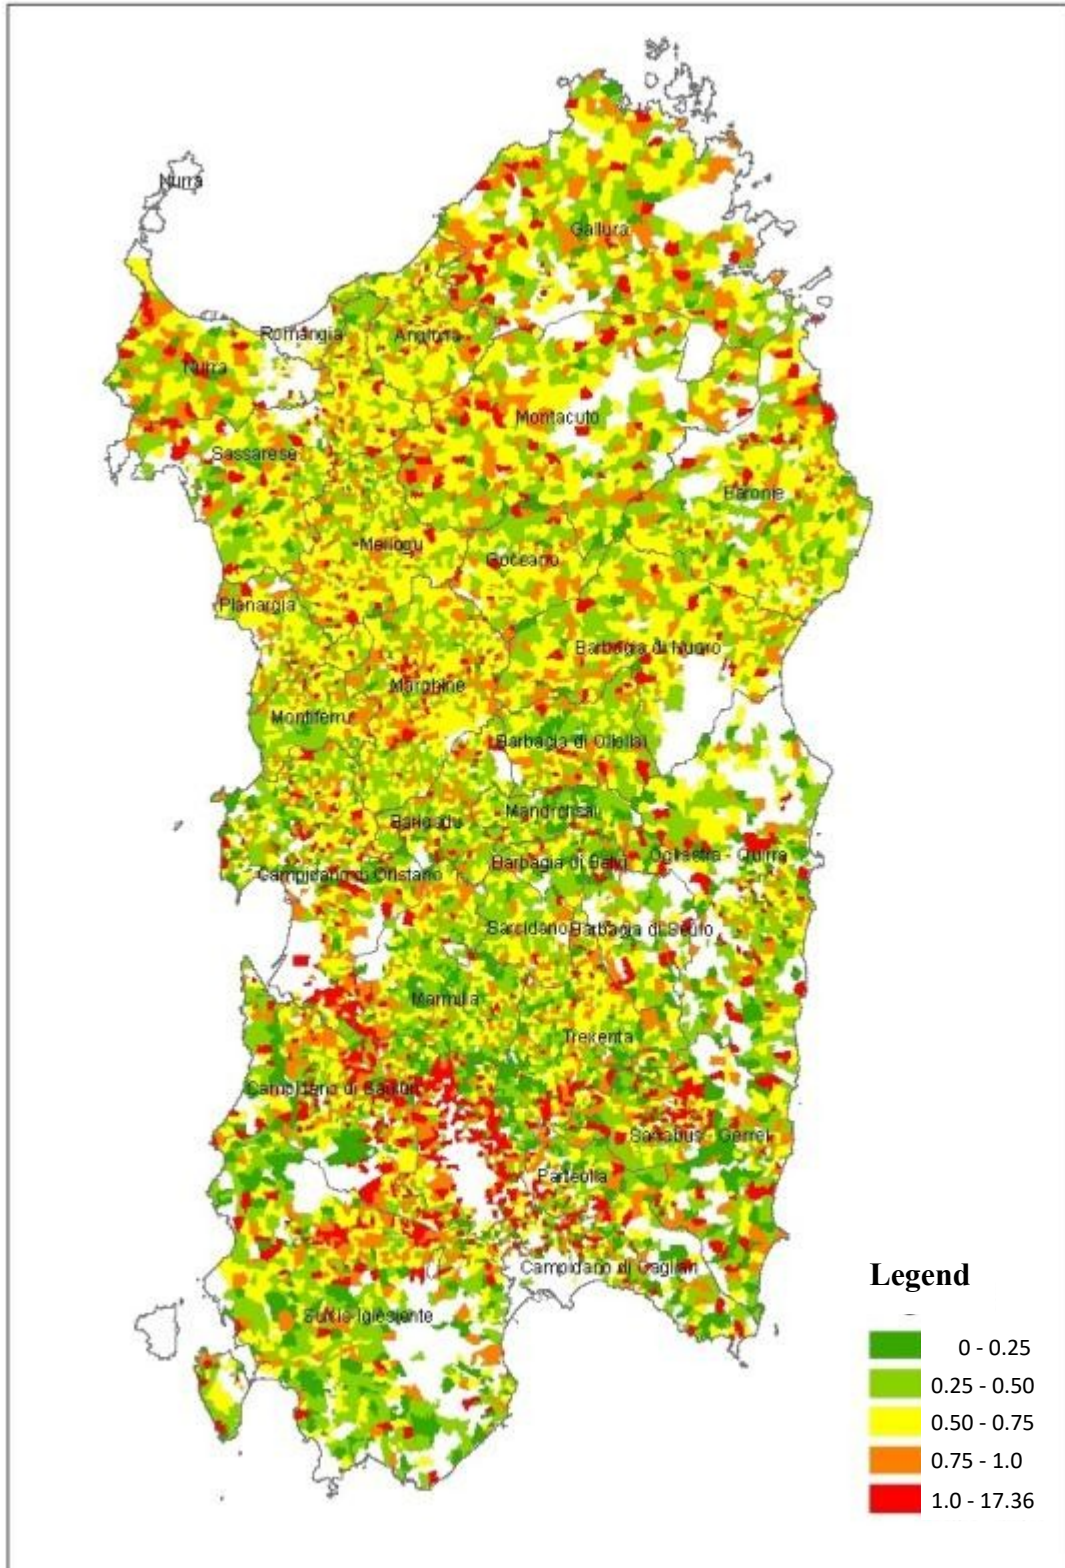 Nurra
Gallura
Romangia
Anglona
Nurra
Montacuto
Sassarese
Baronie
Meilogu
Goceano
Planargia
Barbagia di Nuoro
Marghine
Montiferru
Barbagia di Ollolai
Mandrolisai
Barigadu
Barbagia di Belvì
Ogliastra - Quirra
Campidano di Oristano
Sarcidano
Barbagia di Seulo
Marmilla
Trexenta
Campidano di Sanluri
Sarrabus - Gerrei
Parteolla
Campidano di Cagliari
Legend
Sulcis-Iglesiente
0 - 0.25
0.25 - 0.50
0.50 - 0.75
0.75 - 1.0
1.0 - 17.36